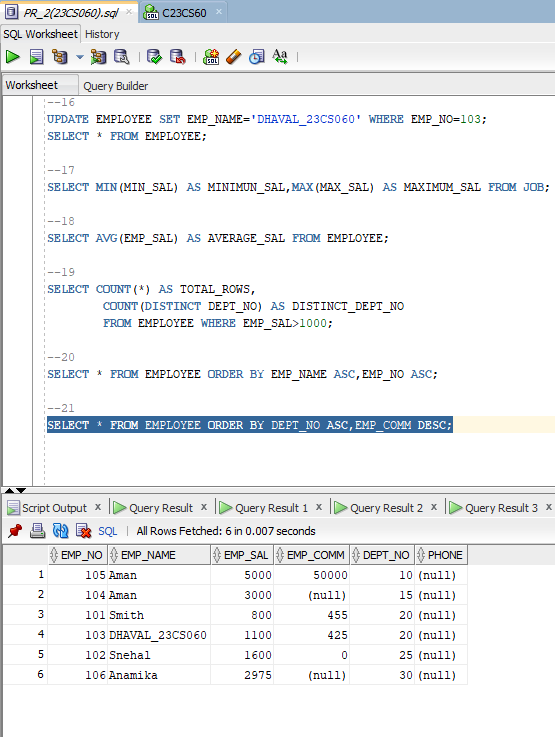 PR_2(23CS060).sql × C23CS60 ×
SQL Worksheet History
Worksheet Query Builder
--16
UPDATE EMPLOYEE SET EMP_NAME='DHAVAL_23CS060' WHERE EMP_NO=103;
SELECT * FROM EMPLOYEE;
--17
SELECT MIN(MIN_SAL) AS MINIMUN_SAL,MAX(MAX_SAL) AS MAXIMUM_SAL FROM JOB;
--18
SELECT AVG(EMP_SAL) AS AVERAGE_SAL FROM EMPLOYEE;
--19
SELECT COUNT(*) AS TOTAL_ROWS,
COUNT(DISTINCT DEPT_NO) AS DISTINCT_DEPT_NO
FROM EMPLOYEE WHERE EMP_SAL>1000;
--20
SELECT * FROM EMPLOYEE ORDER BY EMP_NAME ASC,EMP_NO ASC;
--21
SELECT * FROM EMPLOYEE ORDER BY DEPT_NO ASC,EMP_COMM DESC;
Script Output × Query Result × Query Result 1 × Query Result 2 × Query Result 3 ×
SQL | All Rows Fetched: 6 in 0.007 seconds
EMP_NO EMP_NAME EMP_SAL EMP_COMM DEPT_NO PHONE
1 105 Aman 5000 50000 10 (null)
2 104 Aman 3000 (null) 15 (null)
3 101 Smith 800 455 20 (null)
4 103 DHAVAL_23CS060 1100 425 20 (null)
5 102 Snehal 1600 0 25 (null)
6 106 Anamika 2975 (null) 30 (null)